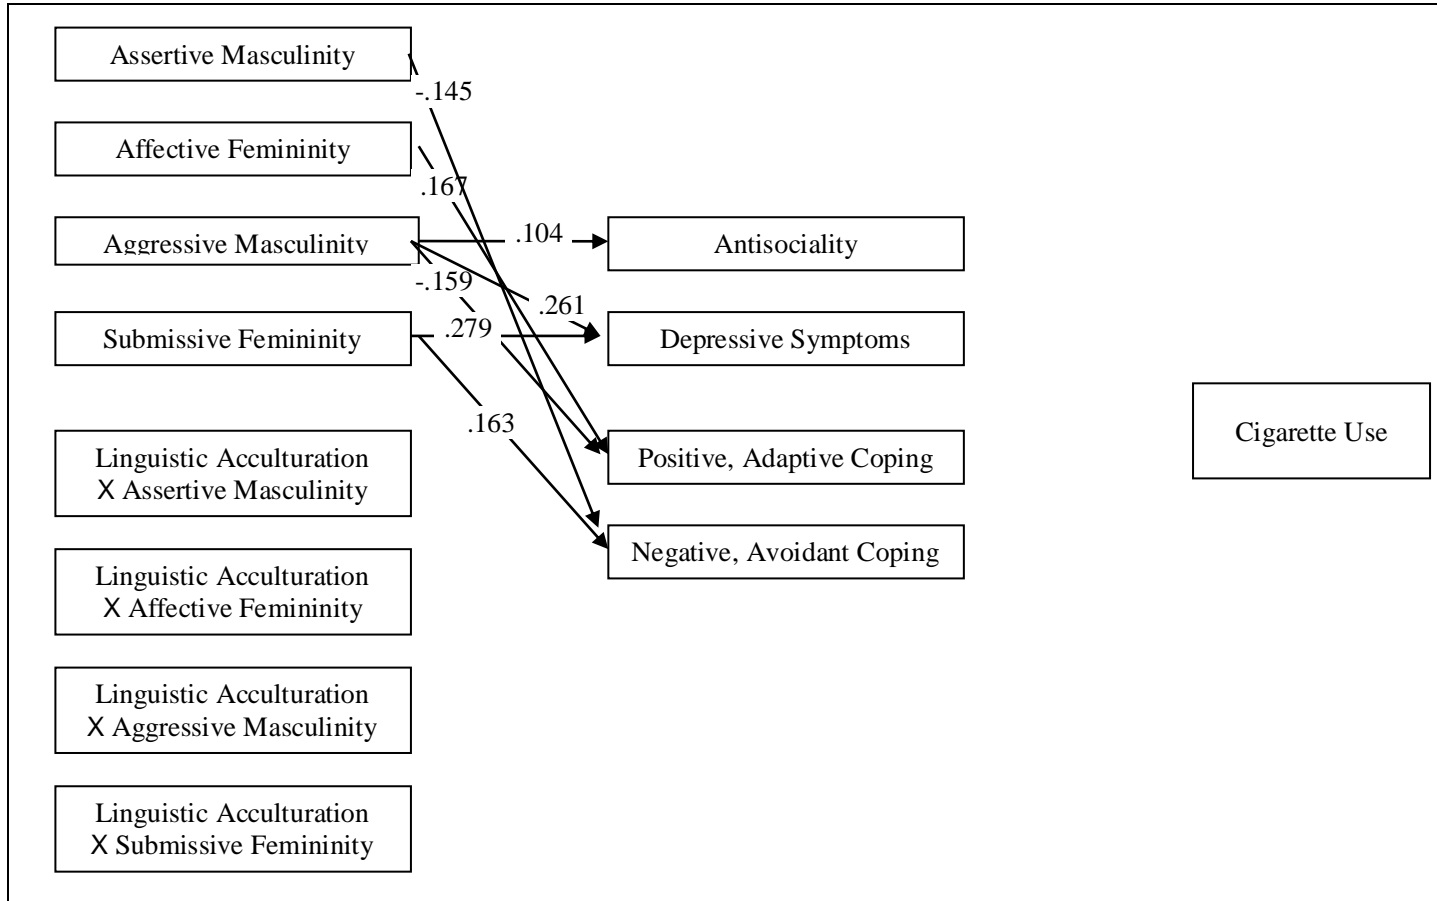 Assertive Masculinity
-.145
Affective Femininity
.167
Aggressive Masculinity
.104
Antisociality
-.159
.261
Submissive Femininity
.279
Depressive Symptoms
.163
Linguistic Acculturation
X Assertive Masculinity
Positive, Adaptive Coping
Cigarette Use
Negative, Avoidant Coping
Linguistic Acculturation
X Affective Femininity
Linguistic Acculturation
X Aggressive Masculinity
Linguistic Acculturation
X Submissive Femininity